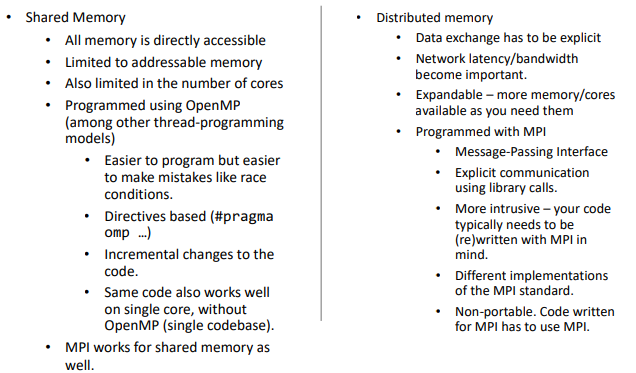 • Shared Memory
• All memory is directly accessible
• Limited to addressable memory
• Also limited in the number of cores
• Programmed using OpenMP
(among other thread-programming
models)
• Easier to program but easier
to make mistakes like race
conditions.
• Directives based (#pragma
omp …)
• Incremental changes to the
code.
• Same code also works well
on single core, without
OpenMP (single codebase).
• MPI works for shared memory as
well.
• Distributed memory
• Data exchange has to be explicit
• Network latency/bandwidth
become important.
• Expandable – more memory/cores
available as you need them
• Programmed with MPI
• Message-Passing Interface
• Explicit communication
using library calls.
• More intrusive – your code
typically needs to be
(re)written with MPI in
mind.
• Different implementations
of the MPI standard.
• Non-portable. Code written
for MPI has to use MPI.